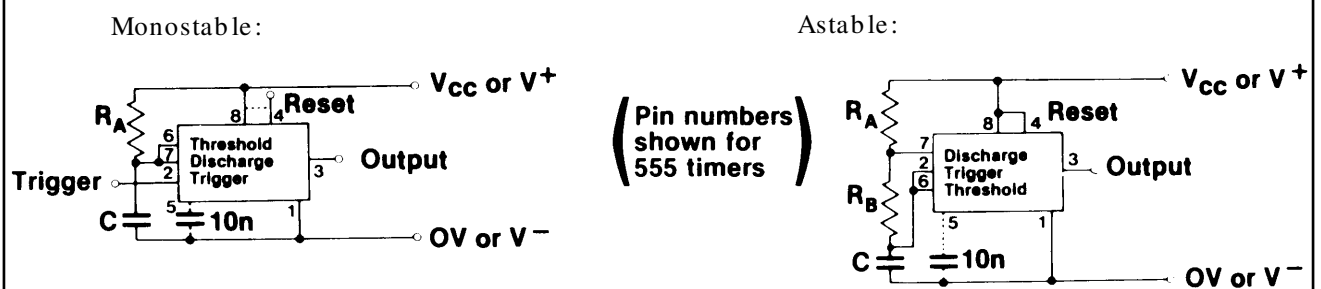 Monostable:
VCC or V+
Reset
RA
8
4
6
Threshold
7
Discharge
2
Trigger
Trigger
3
Output
5
1
C
10n
OV or V−
(Pin numbers
shown for
555 timers)
Astable:
VCC or V+
RA
8
4
Reset
7
Discharge
2
Trigger
6
Threshold
3
Output
RB
5
1
C
10n
OV or V−